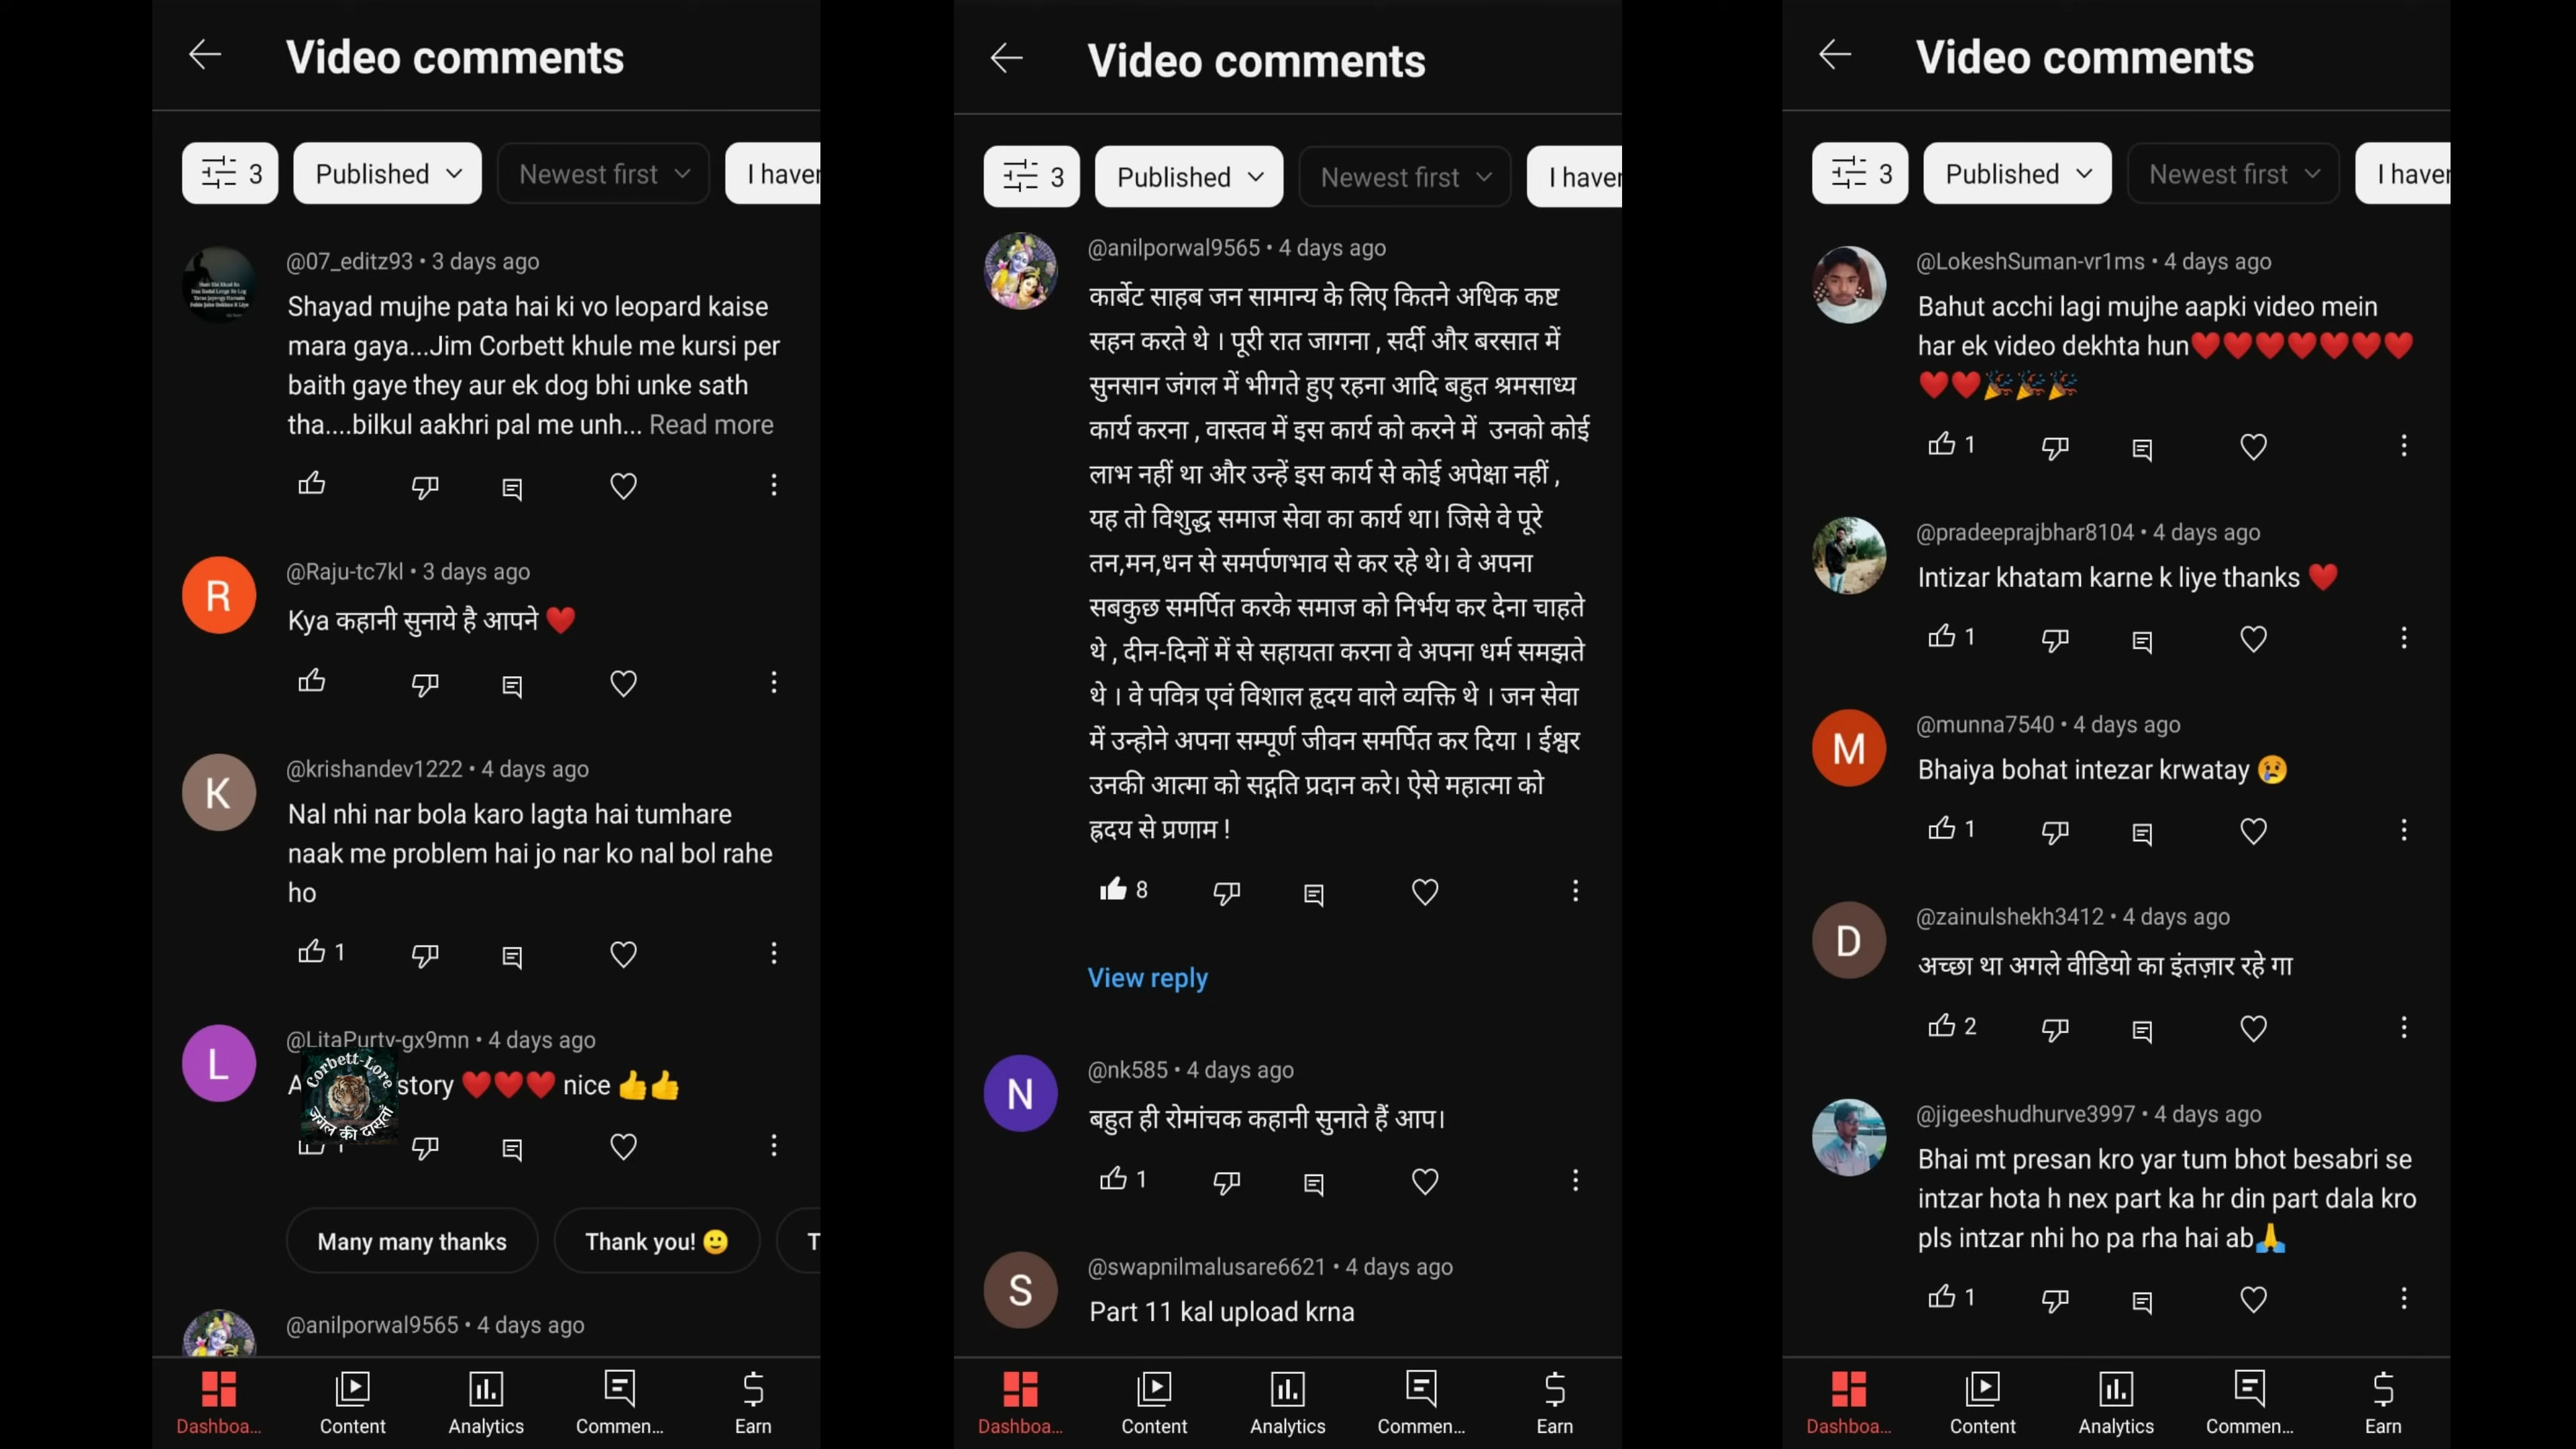 Video comments
3
Published
Newest first
I haven
@07_editz93 • 3 days ago
Shayad mujhe pata hai ki vo leopard kaise
mara gaya...Jim Corbett khule me kursi per
baith gaye they aur ek dog bhi unke sath
tha....bilkul aakhri pal me unh... Read more
R
@Raju-tc7kl • 3 days ago
Kya कहानी सुनाये है आपने ❤️
K
@krishandev1222 • 4 days ago
Nal nhi nar bola karo lagta hai tumhare
naak me problem hai jo nar ko nal bol rahe
ho
1
L
@LitaPurty-gx9mn • 4 days ago
story ❤️❤️❤️ nice 👍👍
Corbett-Lore
जंगल की दास्ताँ
Many many thanks
Thank you! 🙂
T
@anilporwal9565 • 4 days ago
Dashboa...
Content
Analytics
Commen...
Earn
Video comments
3
Published
Newest first
I haven
@anilporwal9565 • 4 days ago
कार्बेट साहब जन सामान्य के लिए कितने अधिक कष्ट
सहन करते थे । पूरी रात जागना , सर्दी और बरसात में
सुनसान जंगल में भीगते हुए रहना आदि बहुत श्रमसाध्य
कार्य करना , वास्तव में इस कार्य को करने में उनको कोई
लाभ नहीं था और उन्हें इस कार्य से कोई अपेक्षा नहीं ,
यह तो विशुद्ध समाज सेवा का कार्य था। जिसे वे पूरे
तन,मन,धन से समर्पणभाव से कर रहे थे। वे अपना
सबकुछ समर्पित करके समाज को निर्भय कर देना चाहते
थे , दीन-दिनों में से सहायता करना वे अपना धर्म समझते
थे । वे पवित्र एवं विशाल हृदय वाले व्यक्ति थे । जन सेवा
में उन्होने अपना सम्पूर्ण जीवन समर्पित कर दिया । ईश्वर
उनकी आत्मा को सद्गति प्रदान करे। ऐसे महात्मा को
ह्रदय से प्रणाम !
8
View reply
N
@nk585 • 4 days ago
बहुत ही रोमांचक कहानी सुनाते हैं आप।
1
S
@swapnilmalusare6621 • 4 days ago
Part 11 kal upload krna
Dashboa...
Content
Analytics
Commen...
Earn
Video comments
3
Published
Newest first
I haven
@LokeshSuman-vr1ms • 4 days ago
Bahut acchi lagi mujhe aapki video mein
har ek video dekhta hun❤️❤️❤️❤️❤️❤️❤️
❤️❤️🎉🎉🎉
1
@pradeeprajbhar8104 • 4 days ago
Intizar khatam karne k liye thanks ❤️
1
M
@munna7540 • 4 days ago
Bhaiya bohat intezar krwatay 😢
1
D
@zainulshekh3412 • 4 days ago
अच्छा था अगले वीडियो का इंतज़ार रहे गा
2
@jigeeshudhurve3997 • 4 days ago
Bhai mt presan kro yar tum bhot besabri se
intzar hota h nex part ka hr din part dala kro
pls intzar nhi ho pa rha hai ab🙏
1
Dashboa...
Content
Analytics
Commen...
Earn